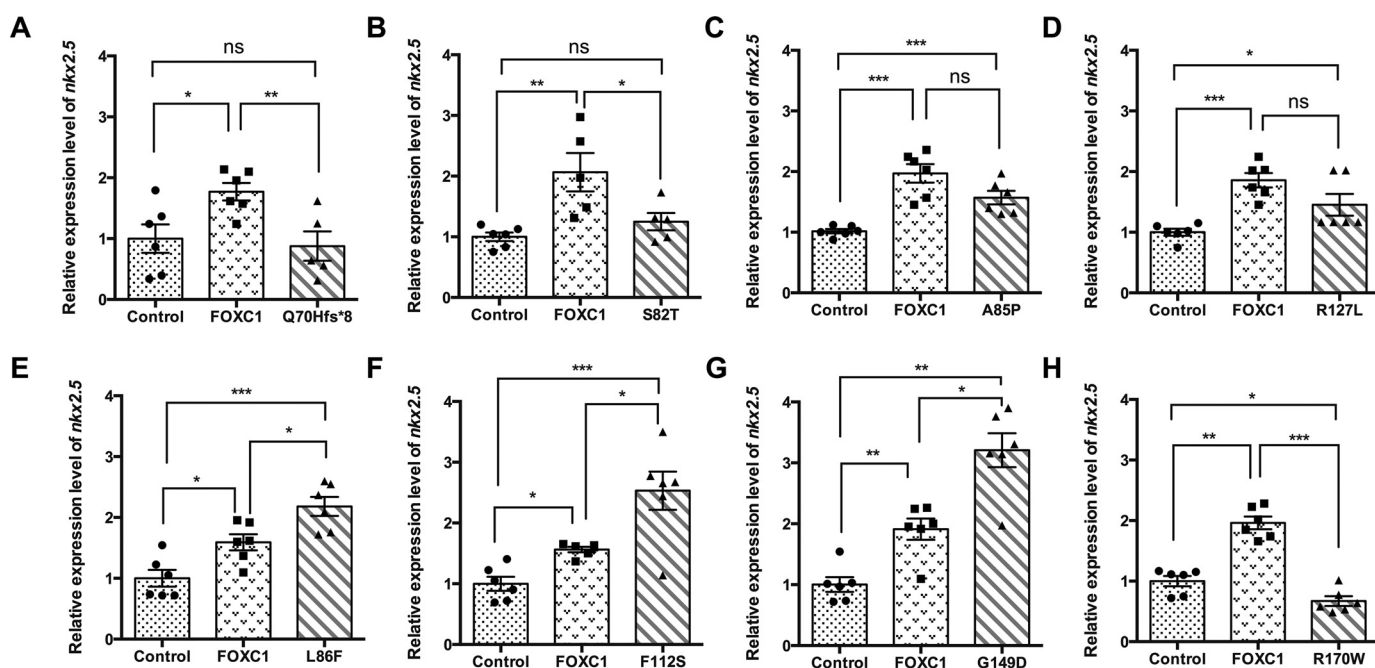 A
Relative expression level of nkx2.5
4
3
2
1
0
ns
*
**
Control FOXC1 Q70Hfs*8
B
Relative expression level of nkx2.5
4
3
2
1
0
ns
**
*
Control FOXC1 S82T
C
Relative expression level of nkx2.5
4
3
2
1
0
***
***
ns
Control FOXC1 A85P
D
Relative expression level of nkx2.5
4
3
2
1
0
*
***
ns
Control FOXC1 R127L
E
Relative expression level of nkx2.5
4
3
2
1
0
***
*
*
Control FOXC1 L86F
F
Relative expression level of nkx2.5
4
3
2
1
0
***
*
*
Control FOXC1 F112S
G
Relative expression level of nkx2.5
4
3
2
1
0
**
*
**
Control FOXC1 G149D
H
Relative expression level of nkx2.5
4
3
2
1
0
*
**
***
Control FOXC1 R170W